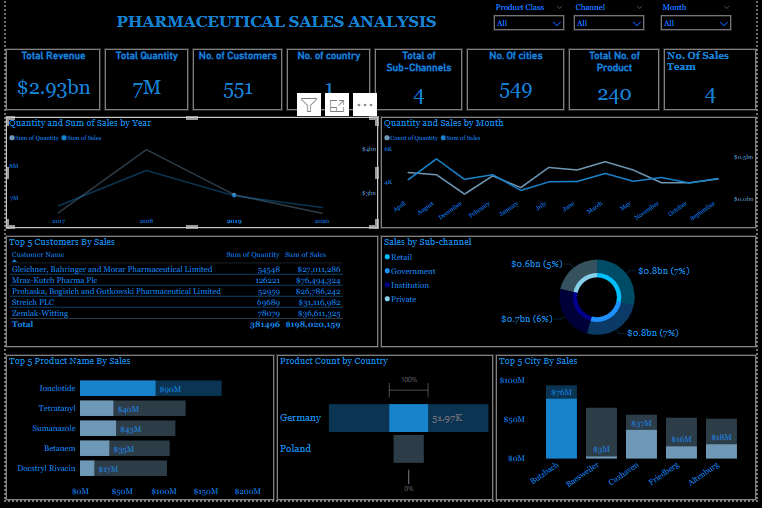 PHARMACEUTICAL SALES ANALYSIS
Product Class
Channel
Month
All
All
All
Total Revenue
$2.93bn
Total Quantity
7M
No. of Customers
551
No. of country
1
Total of
Sub-Channels
4
No. Of cities
549
Total No. of
Product
240
No. Of Sales
Team
4
Quantity and Sum of Sales by Year
Sum of Quantity Sum of Sales
8M
7M
$4bn
$3bn
2017 2018 2019 2020
Quantity and Sales by Month
Count of Quantity Sum of Sales
6K
4K
$0.5bn
$0.0bn
April August December February January July June March May November October September
Top 5 Customers By Sales
Customer Name Sum of Quantity Sum of Sales
Gleichner, Bahringer and Morar Pharmaceutical Limited 54548 $27,011,286
Mraz-Kutch Pharma Plc 126221 $76,494,324
Prohaska, Bogisich and Gutkowski Pharmaceutical Limited 52959 $26,786,242
Streich PLC 69689 $31,116,982
Zemlak-Witting 78079 $36,611,325
Total 381496 $198,020,159
Sales by Sub-channel
Retail
Government
Institution
Private
$0.6bn (5%)
$0.8bn (7%)
$0.7bn (6%)
$0.8bn (7%)
Top 5 Product Name By Sales
Ionclotide $90M
Tetratanyl $40M
Sumanazole $43M
Betanem $35M
Docstryl Rivacin $17M
$0M $50M $100M $150M $200M
Product Count by Country
100%
Germany 51.97K
Poland
0%
Top 5 City By Sales
$100M
$50M
$0M
$76M
$3M
$37M
$16M
$18M
Butzbach Baesweiler Cuxhaven Friedberg Altenburg